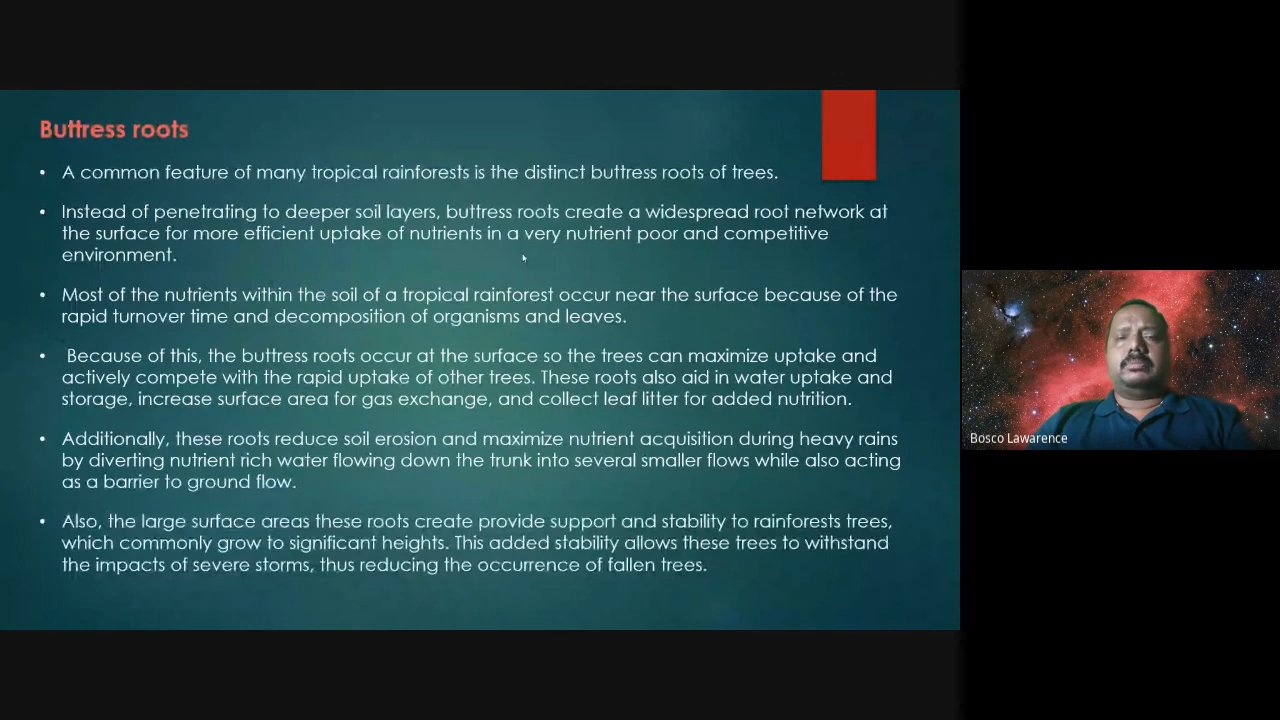 Buttress roots
• A common feature of many tropical rainforests is the distinct buttress roots of trees.
• Instead of penetrating to deeper soil layers, buttress roots create a widespread root network at
the surface for more efficient uptake of nutrients in a very nutrient poor and competitive
environment.
• Most of the nutrients within the soil of a tropical rainforest occur near the surface because of the
rapid turnover time and decomposition of organisms and leaves.
• Because of this, the buttress roots occur at the surface so the trees can maximize uptake and
actively compete with the rapid uptake of other trees. These roots also aid in water uptake and
storage, increase surface area for gas exchange, and collect leaf litter for added nutrition.
• Additionally, these roots reduce soil erosion and maximize nutrient acquisition during heavy rains
by diverting nutrient rich water flowing down the trunk into several smaller flows while also acting
as a barrier to ground flow.
• Also, the large surface areas these roots create provide support and stability to rainforests trees,
which commonly grow to significant heights. This added stability allows these trees to withstand
the impacts of severe storms, thus reducing the occurrence of fallen trees.
Bosco Lawarence